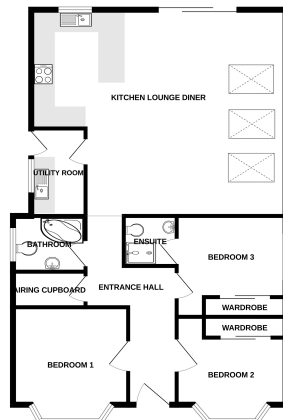 KITCHEN LOUNGE DINER
UTILITY ROOM
BATHROOM
ENSUITE
BEDROOM 3
AIRING CUPBOARD
ENTRANCE HALL
WARDROBE
WARDROBE
BEDROOM 1
BEDROOM 2